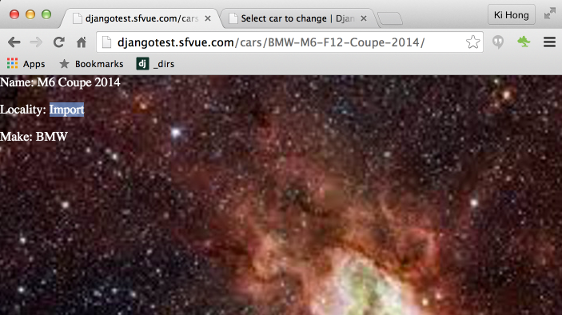 djangotest.sfvue.com/cars
Select car to change | Djan
Ki Hong
djangotest.sfvue.com/cars/BMW-M6-F12-Coupe-2014/
Apps
Bookmarks
dj
_dirs
Name: M6 Coupe 2014
Locality: Import
Make: BMW